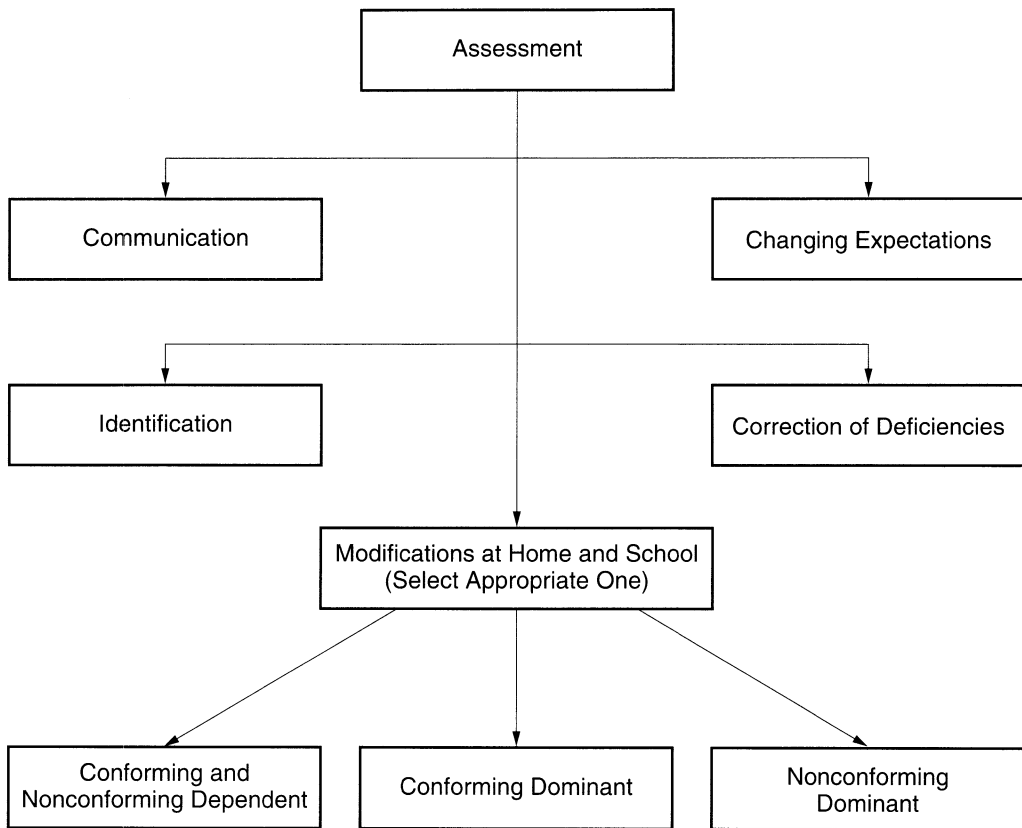 Assessment
Communication
Changing Expectations
Identification
Correction of Deficiencies
Modifications at Home and School
(Select Appropriate One)
Conforming and
Nonconforming Dependent
Conforming Dominant
Nonconforming
Dominant